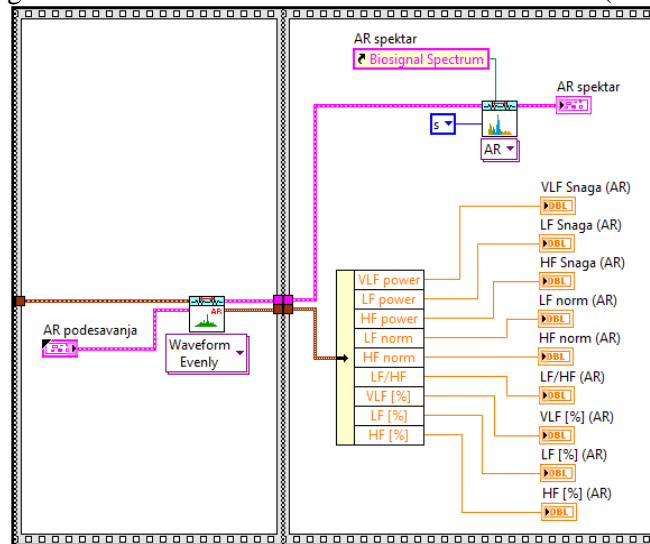 AR spektar
Biosignal Spectrum
AR spektar
s
AR
VLF Snaga (AR)
DBL
LF Snaga (AR)
DBL
HF Snaga (AR)
DBL
LF norm (AR)
DBL
HF norm (AR)
DBL
LF/HF (AR)
DBL
VLF [%] (AR)
DBL
LF [%] (AR)
DBL
HF [%] (AR)
DBL
VLF power
LF power
HF power
LF norm
HF norm
LF/HF
VLF [%]
LF [%]
HF [%]
AR podesavanja
AR
Waveform
Evenly